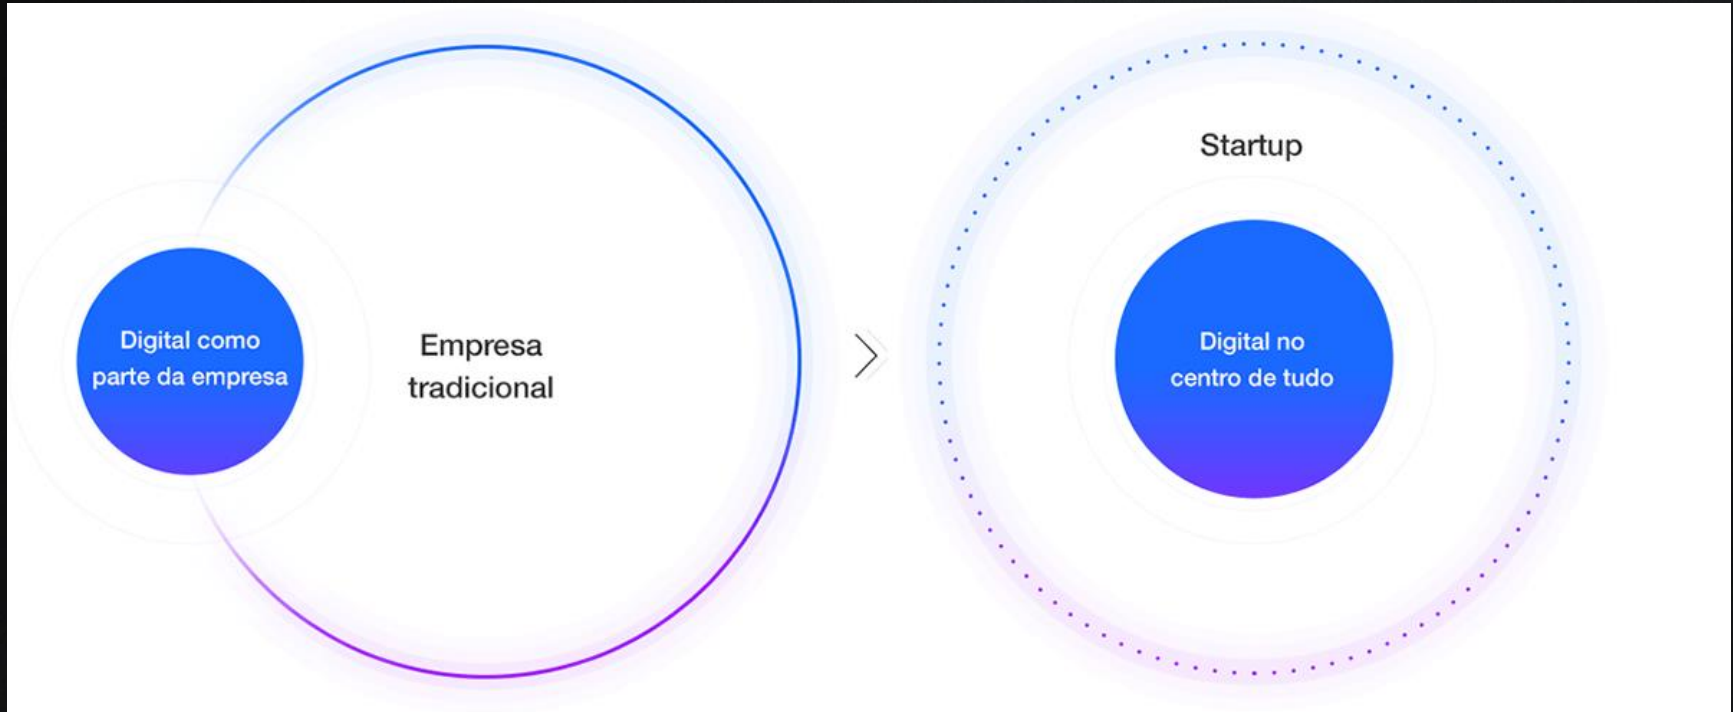 Digital como
parte da empresa
Empresa
tradicional
Startup
Digital no
centro de tudo